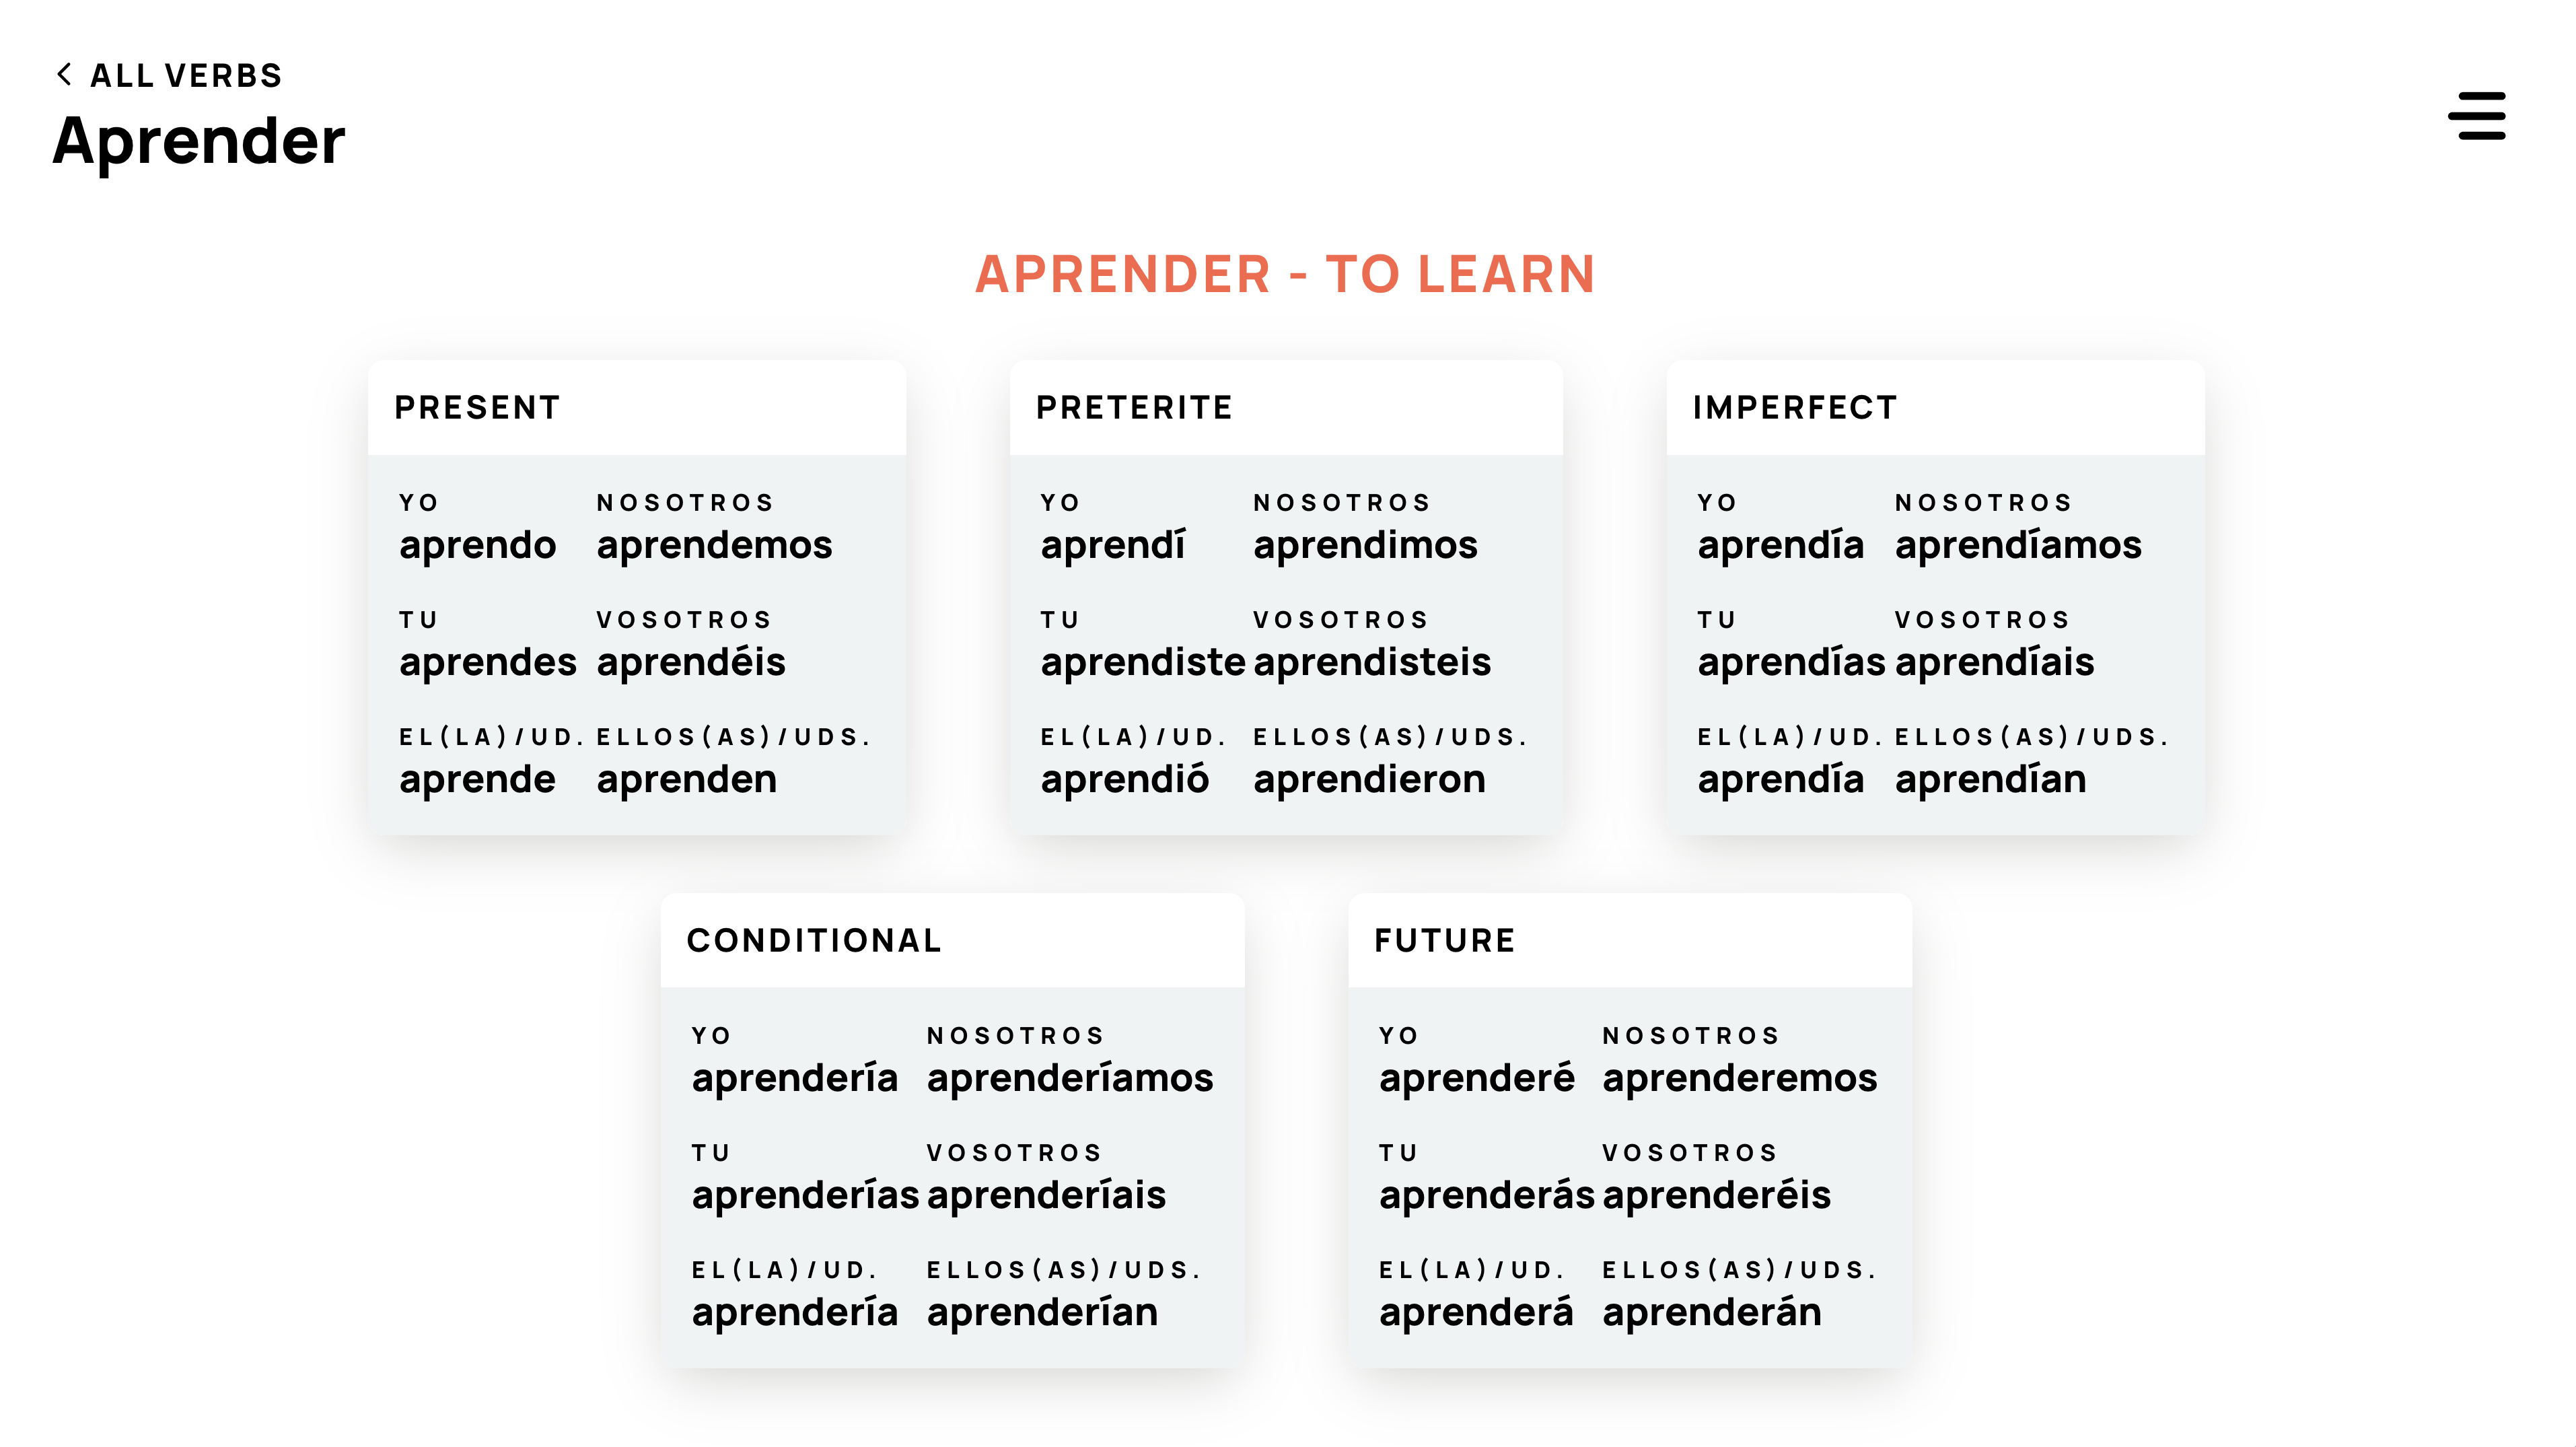 ALL VERBS
Aprender
APRENDER - TO LEARN
PRESENT
YO NOSOTROS
aprendo aprendemos
TU VOSOTROS
aprendes aprendéis
EL(LA)/UD. ELLOS(AS)/UDS.
aprende aprenden
PRETERITE
YO NOSOTROS
aprendí aprendimos
TU VOSOTROS
aprendiste aprendisteis
EL(LA)/UD. ELLOS(AS)/UDS.
aprendió aprendieron
IMPERFECT
YO NOSOTROS
aprendía aprendíamos
TU VOSOTROS
aprendías aprendíais
EL(LA)/UD. ELLOS(AS)/UDS.
aprendía aprendían
CONDITIONAL
YO NOSOTROS
aprendería aprenderíamos
TU VOSOTROS
aprenderías aprenderíais
EL(LA)/UD. ELLOS(AS)/UDS.
aprendería aprenderían
FUTURE
YO NOSOTROS
aprenderé aprenderemos
TU VOSOTROS
aprenderás aprenderéis
EL(LA)/UD. ELLOS(AS)/UDS.
aprenderá aprenderán